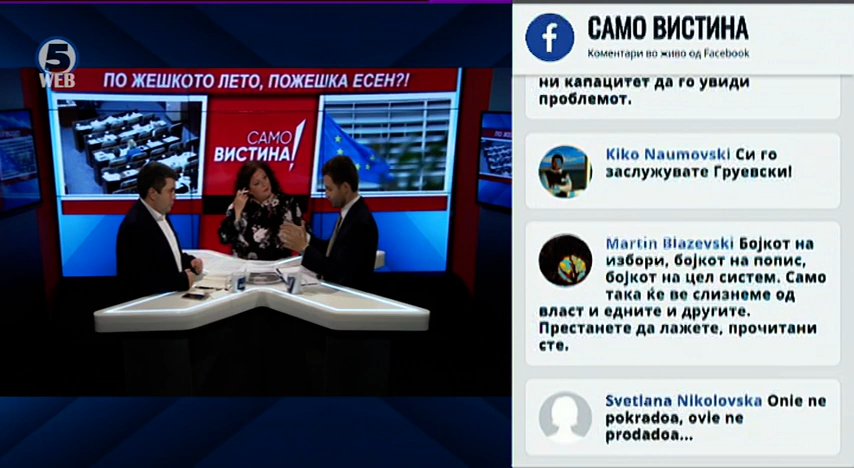 5
WEB
ПО ЖЕШКОТО ЛЕТО, ПОЖЕШКА ЕСЕН?!
САМО
ВИСТИНА!
f САМО ВИСТИНА
Коментари во живо од Facebook
ни капацитет да го увиди
проблемот.
Kiko Naumovski Си го
заслужувате Груевски!
Martin Blazevski Бојкот на
избори, бојкот на попис,
бојкот на цел систем. Само
така ќе ве слизнеме од
власт и едните и другите.
Престанете да лажете, прочитани
сте.
Svetlana Nikolovska Onie ne
pokradoa, ovie ne
prodadoa...